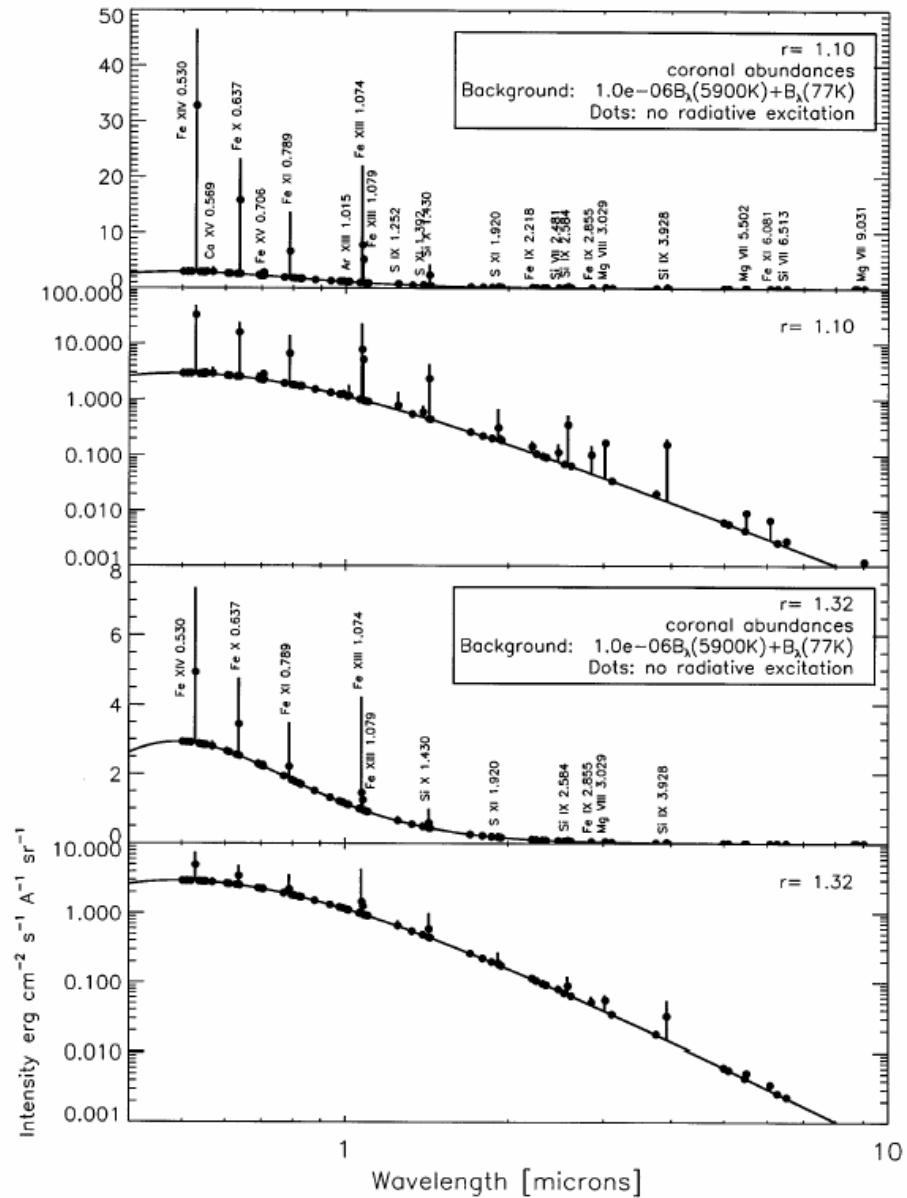 50
40
30
20
10
0
Fe XIV 0.530
Ca XV 0.569
Fe X 0.637
Fe XV 0.706
Fe XI 0.789
Ar XIII 1.015
Fe XIII 1.074
Fe XIII 1.079
S IX 1.252
S XI 1.392
Si X 1.430
S XI 1.920
Fe IX 2.218
Si VII 2.481
Si IX 2.584
Fe IX 2.855
Mg VIII 3.029
Si IX 3.928
Mg VII 5.502
Fe XI 6.081
Si VII 6.513
Mg VII 9.031
r= 1.10
coronal abundances
Background: 1.0e−06Bλ(5900K)+Bλ(77K)
Dots: no radiative excitation
100.000
10.000
1.000
0.100
0.010
0.001
r= 1.10
8
6
4
2
0
Fe XIV 0.530
Fe X 0.637
Fe XI 0.789
Fe XIII 1.074
Fe XIII 1.079
Si X 1.430
S XI 1.920
Si IX 2.584
Fe IX 2.855
Mg VIII 3.029
Si IX 3.928
r= 1.32
coronal abundances
Background: 1.0e−06Bλ(5900K)+Bλ(77K)
Dots: no radiative excitation
10.000
1.000
0.100
0.010
0.001
r= 1.32
Intensity erg cm−2 s−1 A−1 sr−1
1
10
Wavelength [microns]